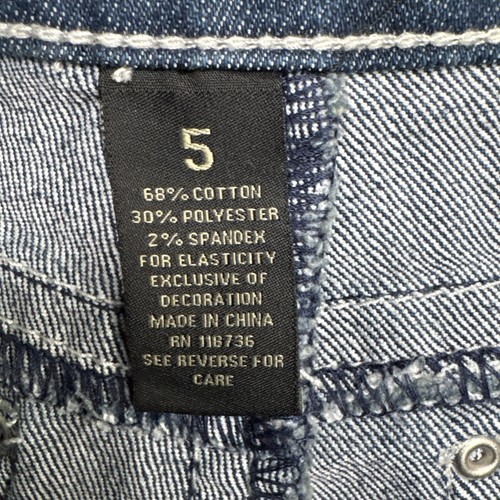 5
68% COTTON
30% POLYESTER
2% SPANDEX
FOR ELASTICITY
EXCLUSIVE OF
DECORATION
MADE IN CHINA
RN 116736
SEE REVERSE FOR
CARE